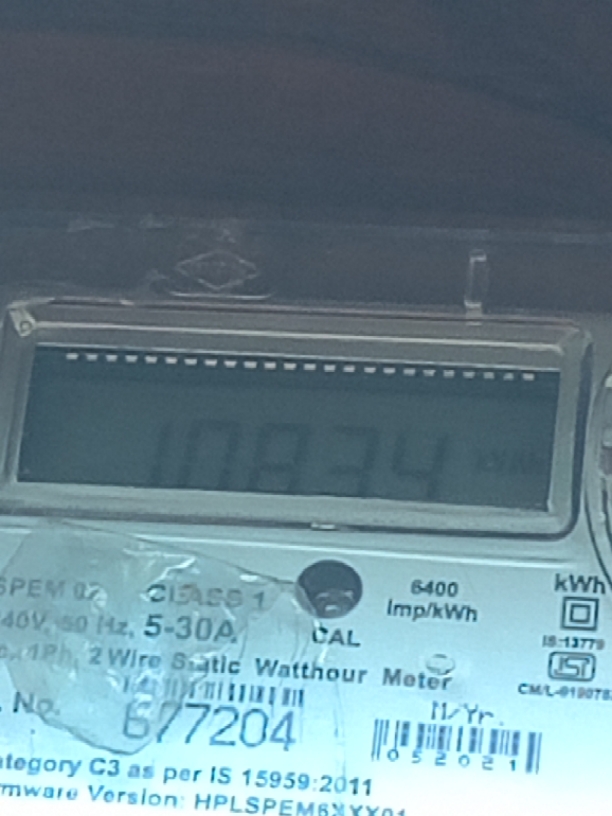 10834
6400
Imp/kWh
kWh
SPEM 02 CLASS 1
40V, 50 Hz, 5-30A
CAL
IS:13779
1Ph, 2 Wire Static Watthour Meter
ISI
M/Yr.
No. 677204
052021
ategory C3 as per IS 15959:2011
mware Version: